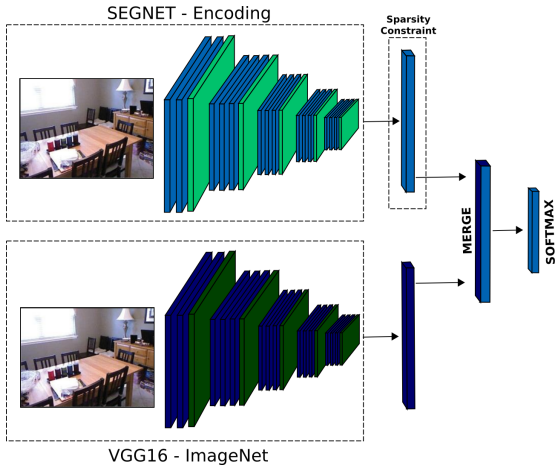 SEGNET - Encoding
Sparsity
Constraint
MERGE
SOFTMAX
VGG16 - ImageNet